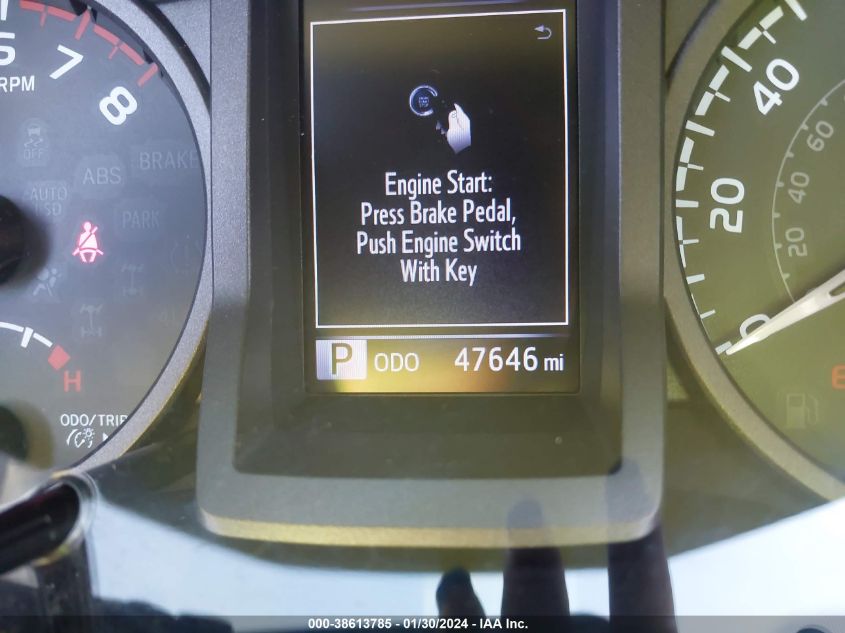 5
7
8
RPM
OFF
BRAKE
ABS
AUTO
PARK
H
ODO/TRIP
Engine Start:
Press Brake Pedal,
Push Engine Switch
With Key
P ODO 47646 mi
40
20
0
60
40
20
000-38613785 - 01/30/2024 - IAA Inc.